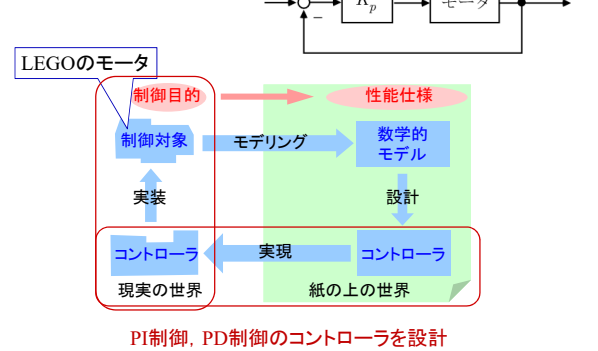 K_p モータ
−
LEGOのモータ
制御目的 性能仕様
制御対象 モデリング 数学的
モデル
実装 設計
コントローラ 実現 コントローラ
現実の世界 紙の上の世界
PI制御，PD制御のコントローラを設計